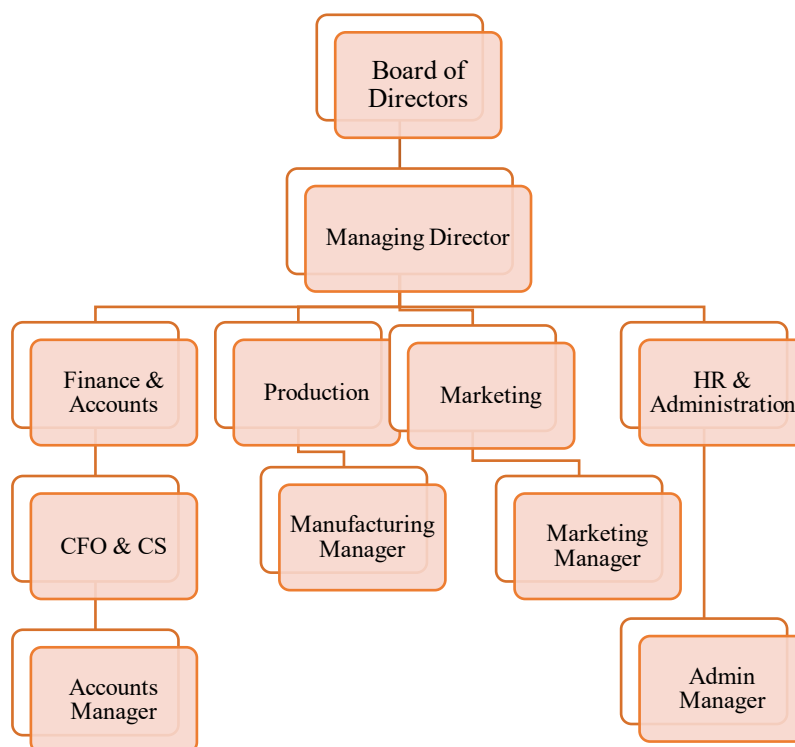 Board of
Directors
Managing Director
Finance &
Accounts
Production
Marketing
HR &
Administration
CFO & CS
Manufacturing
Manager
Marketing
Manager
Accounts
Manager
Admin
Manager